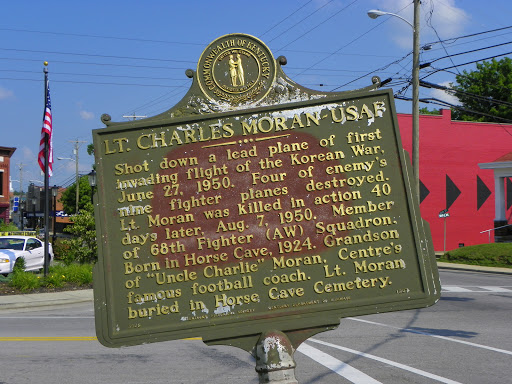 COMMONWEALTH OF KENTUCKY
LT. CHARLES MORAN-USAF
Shot down a lead plane of first
invading flight of the Korean War,
June 27, 1950. Four of enemy's
nine fighter planes destroyed.
Lt. Moran was killed in action 40
days later, Aug. 7, 1950. Member
of 68th Fighter (AW) Squadron.
Born in Horse Cave, 1924. Grandson
of "Uncle Charlie" Moran, Centre's
famous football coach. Lt. Moran
buried in Horse Cave Cemetery.